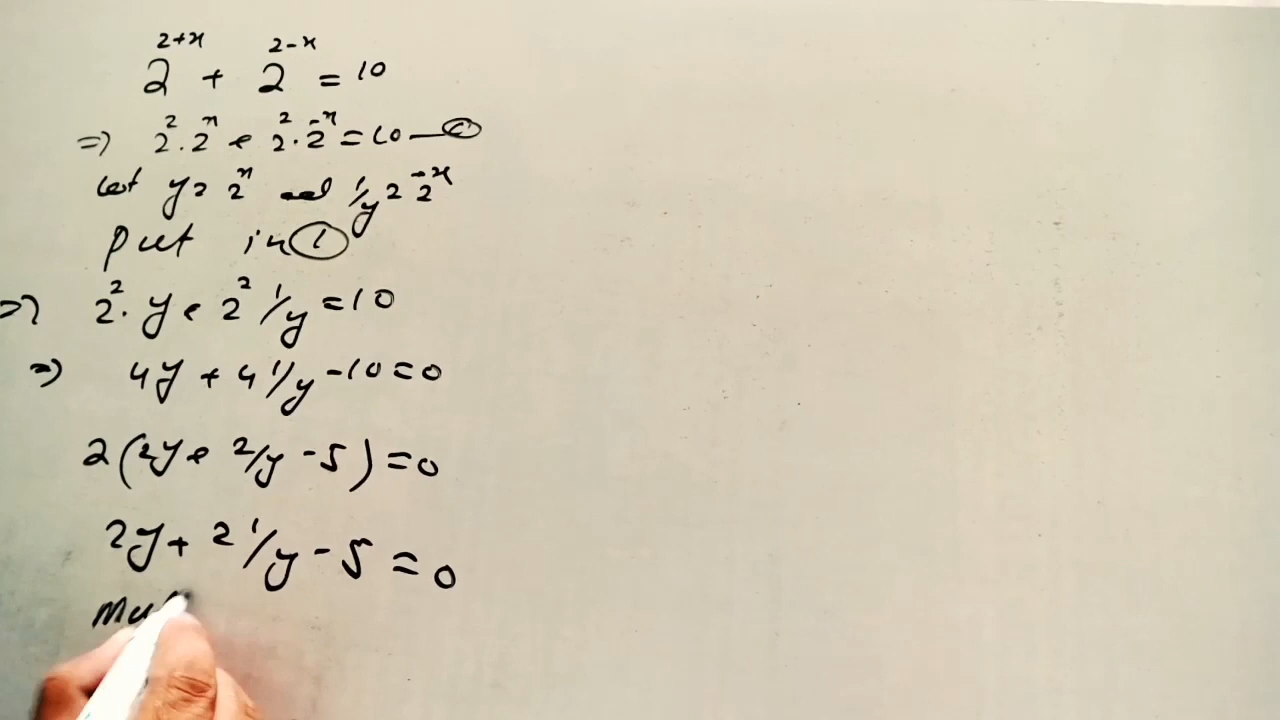 2^{2+x} + 2^{2-x} = 10
=> 2^2 . 2^x + 2^2 . 2^{-x} = 10 — ①
let y = 2^x and 1/y = 2^{-x}
put in ①
=> 2^2 . y + 2^2 1/y = 10
=> 4y + 4 1/y - 10 = 0
2(2y + 2/y - 5) = 0
2y + 2 1/y - 5 = 0